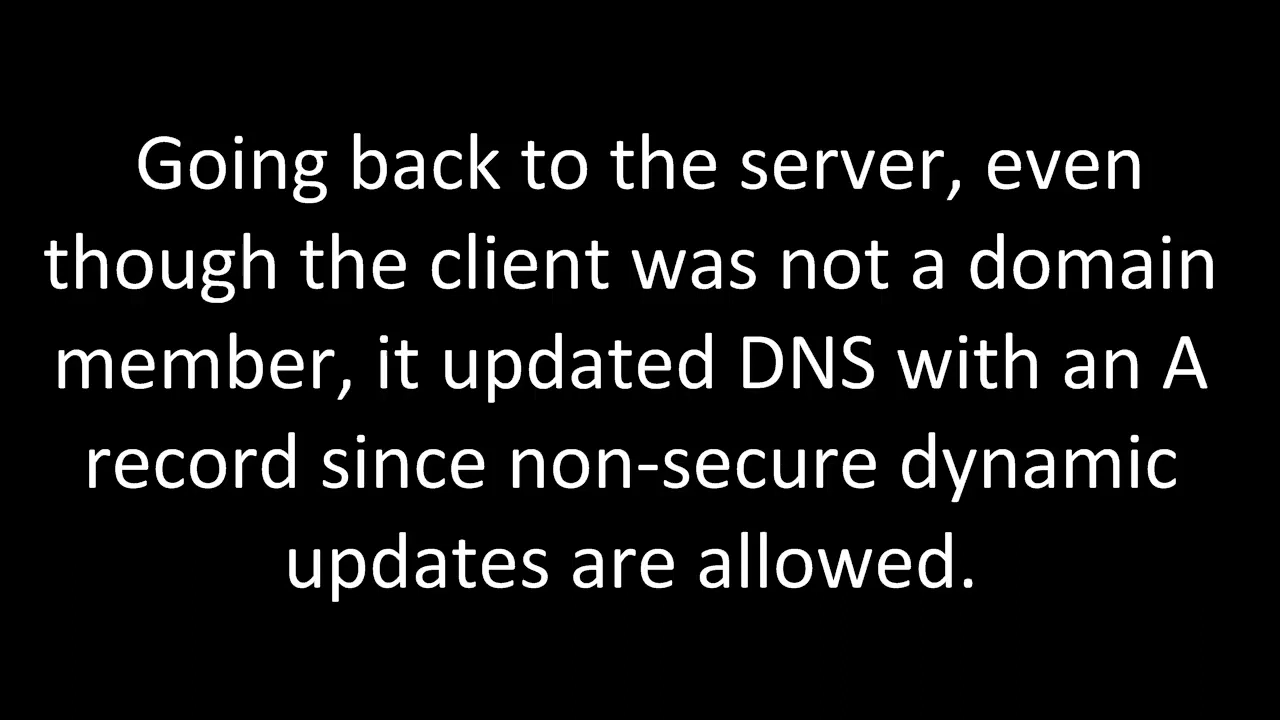 Going back to the server, even
though the client was not a domain
member, it updated DNS with an A
record since non-secure dynamic
updates are allowed.